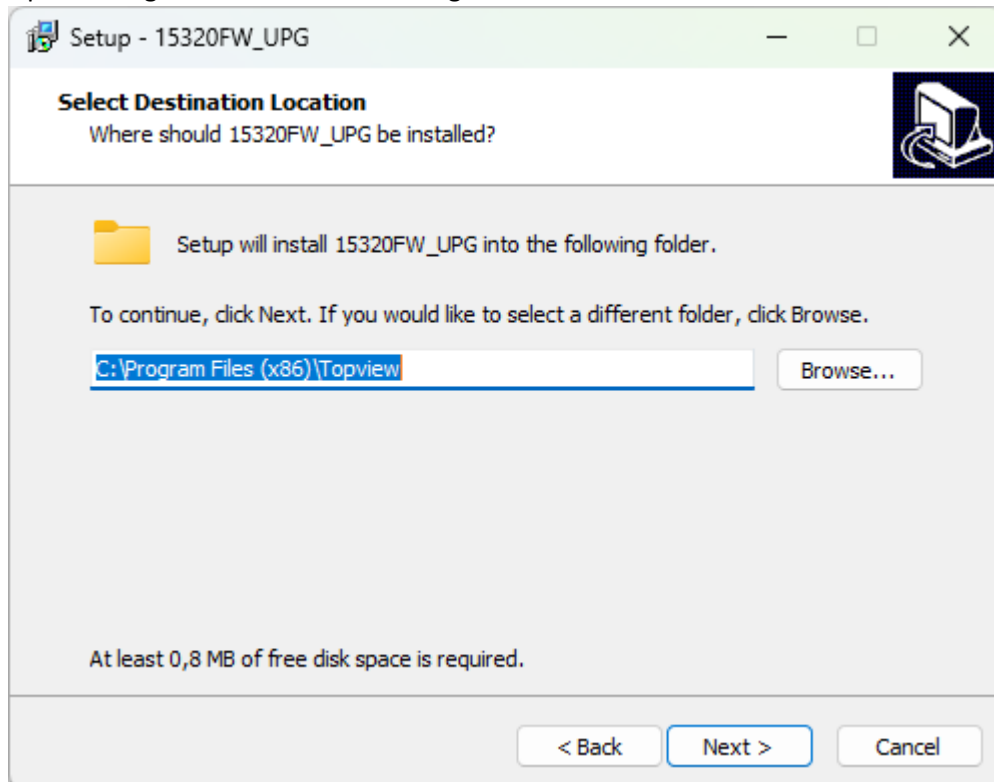 Setup - 15320FW_UPG
Select Destination Location
Where should 15320FW_UPG be installed?
Setup will install 15320FW_UPG into the following folder.
To continue, click Next. If you would like to select a different folder, click Browse.
C:\Program Files (x86)\Topview
Browse...
At least 0,8 MB of free disk space is required.
< Back
Next >
Cancel